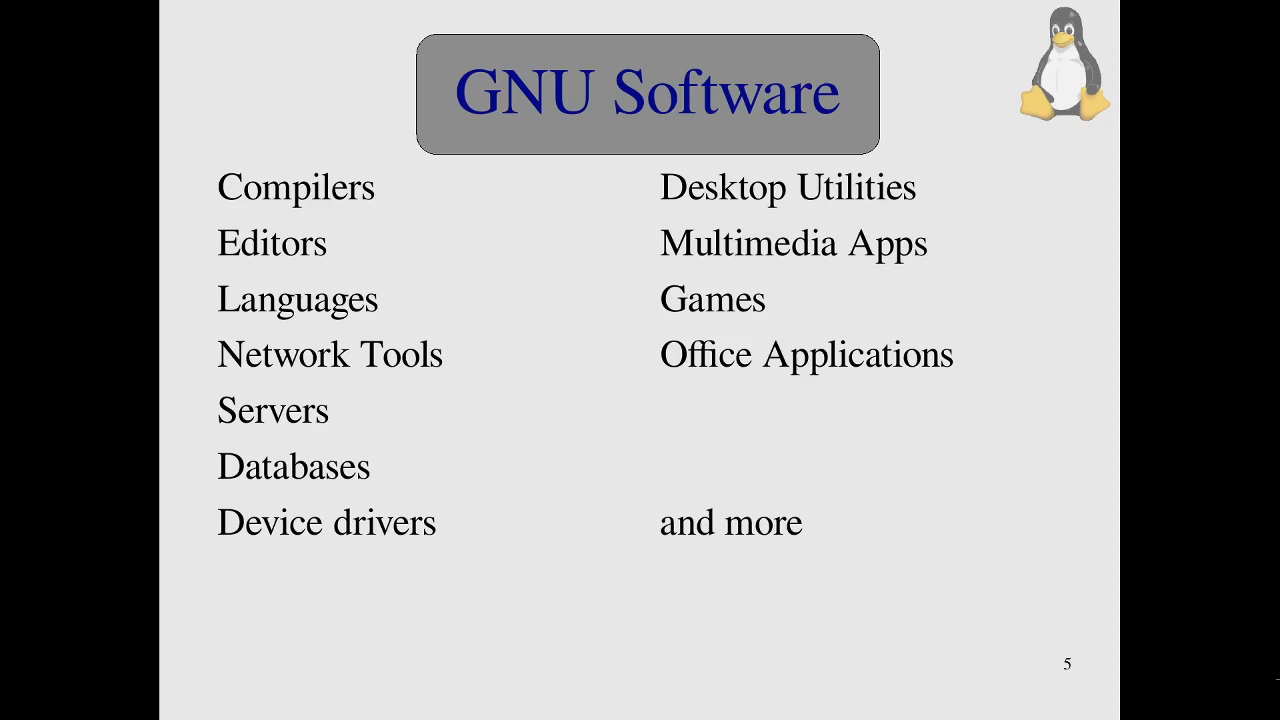 GNU Software
Compilers
Editors
Languages
Network Tools
Servers
Databases
Device drivers
Desktop Utilities
Multimedia Apps
Games
Office Applications
and more
5